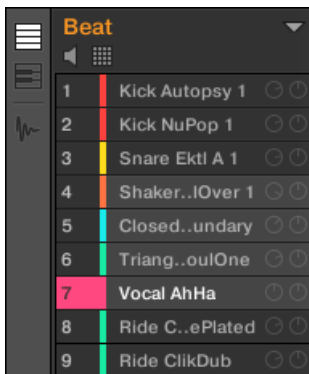 Beat
1 Kick Autopsy 1
2 Kick NuPop 1
3 Snare Ektl A 1
4 Shaker..lOver 1
5 Closed..undary
6 Triang..oulOne
7 Vocal AhHa
8 Ride C..ePlated
9 Ride ClikDub